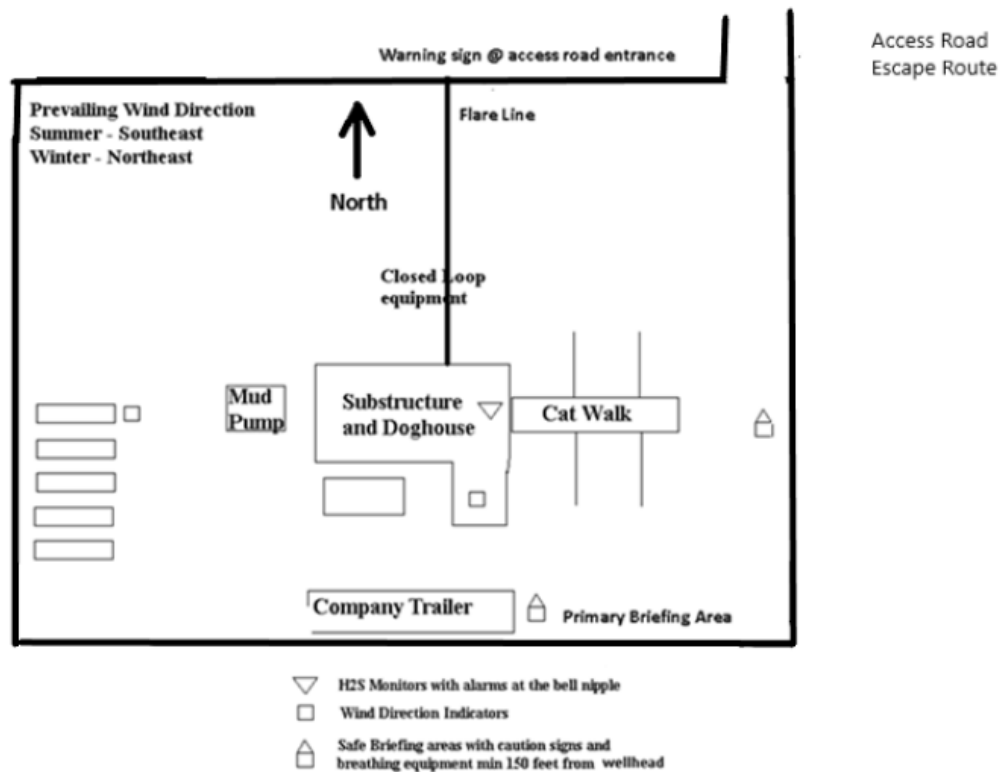 Warning sign @ access road entrance
Access Road
Escape Route
Prevailing Wind Direction
Summer - Southeast
Winter - Northeast
Flare Line
North
Closed Loop
equipment
Mud
Pump
Substructure
and Doghouse
Cat Walk
Company Trailer
Primary Briefing Area
H2S Monitors with alarms at the bell nipple
Wind Direction Indicators
Safe Briefing areas with caution signs and
breathing equipment min 150 feet from wellhead